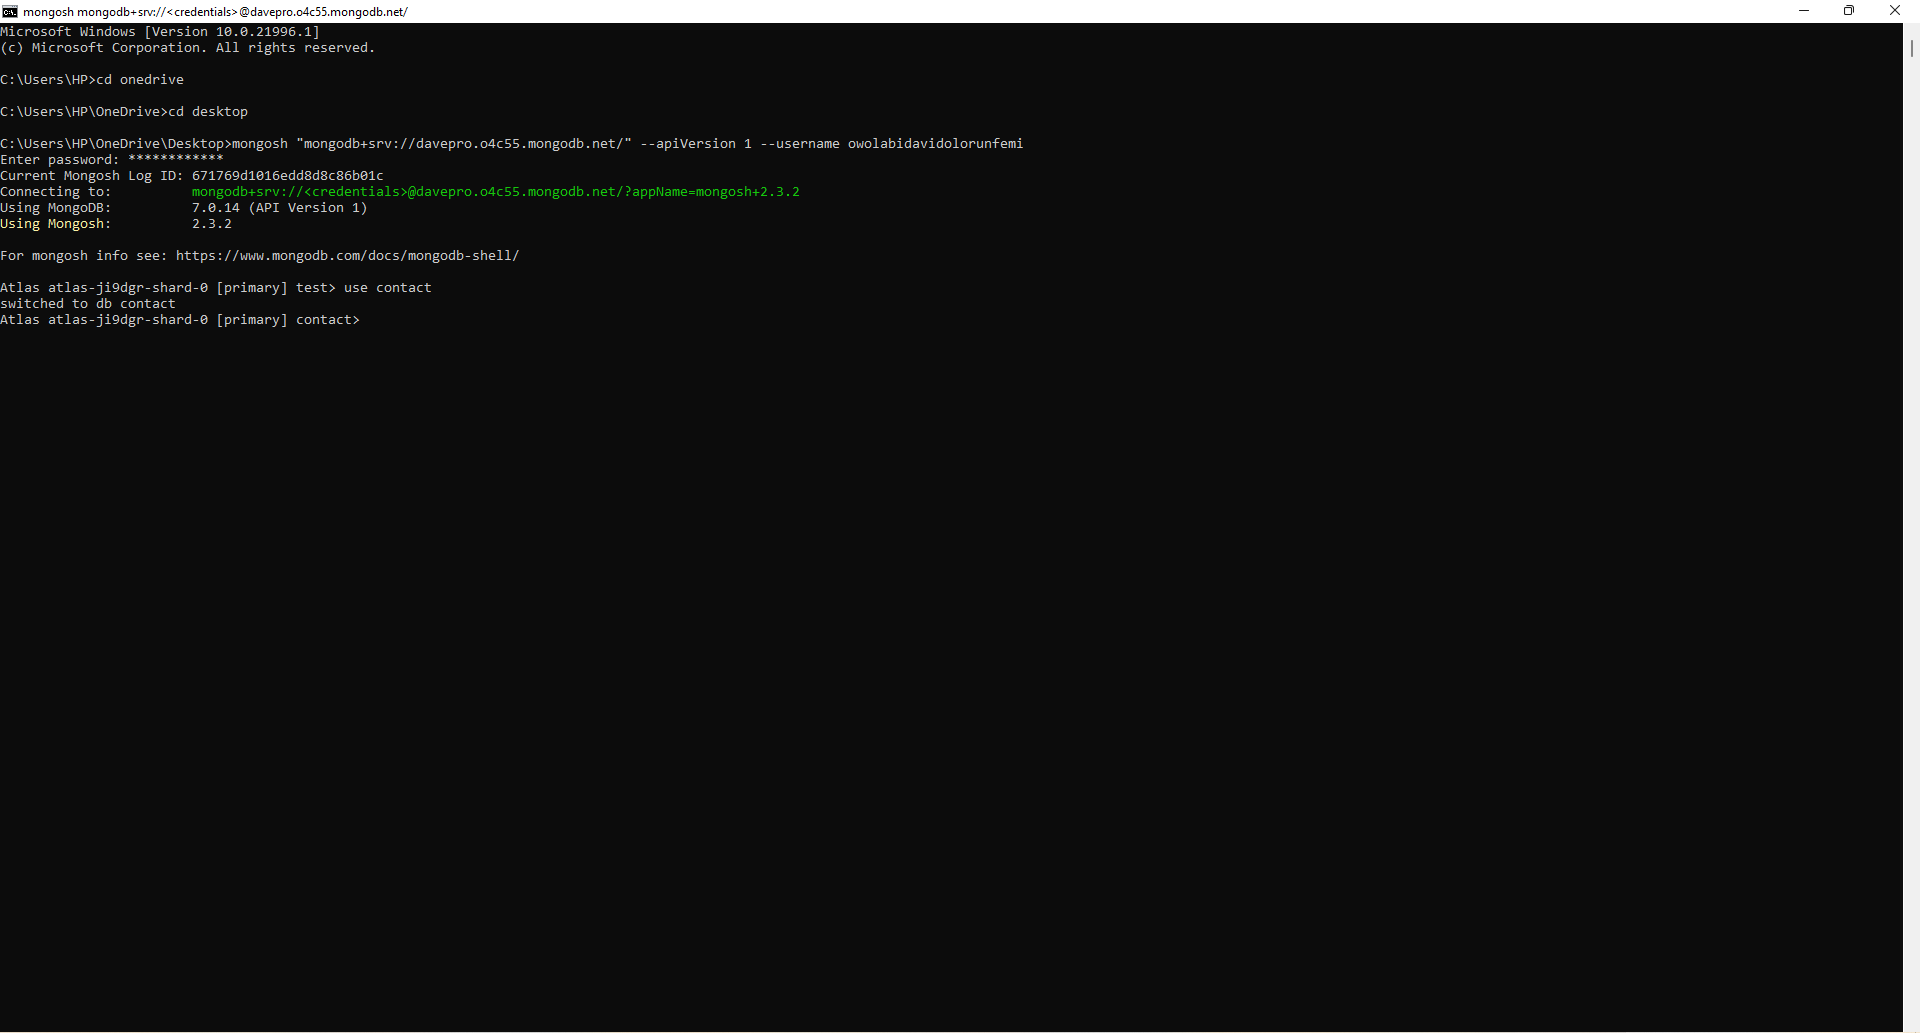 mongosh mongodb+srv://<credentials>@davepro.o4c55.mongodb.net/
Microsoft Windows [Version 10.0.21996.1]
(c) Microsoft Corporation. All rights reserved.
C:\Users\HP>cd onedrive
C:\Users\HP\OneDrive>cd desktop
C:\Users\HP\OneDrive\Desktop>mongosh "mongodb+srv://davepro.o4c55.mongodb.net/" --apiVersion 1 --username owolabidavidolorunfemi
Enter password: ************
Current Mongosh Log ID: 671769d1016edd8d8c86b01c
Connecting to: mongodb+srv://<credentials>@davepro.o4c55.mongodb.net/?appName=mongosh+2.3.2
Using MongoDB: 7.0.14 (API Version 1)
Using Mongosh: 2.3.2
For mongosh info see: https://www.mongodb.com/docs/mongodb-shell/
Atlas atlas-ji9dgr-shard-0 [primary] test> use contact
switched to db contact
Atlas atlas-ji9dgr-shard-0 [primary] contact>